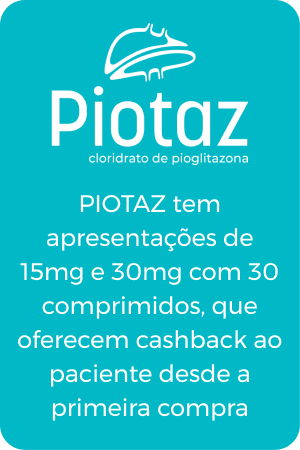 Piotaz
cloridrato de pioglitazona
PIOTAZ tem
apresentações de
15mg e 30mg com 30
comprimidos, que
oferecem cashback ao
paciente desde a
primeira compra